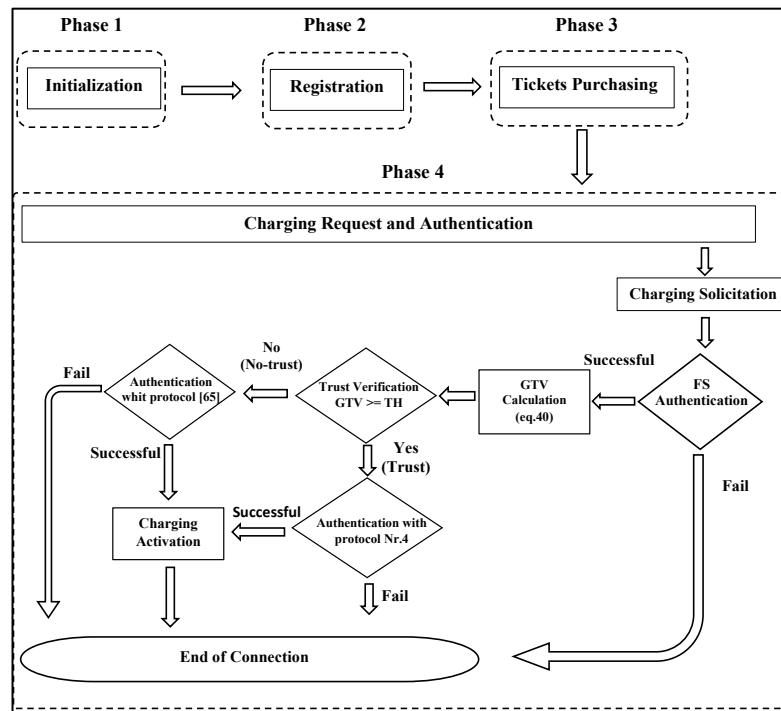 Phase 1
Phase 2
Phase 3
Initialization
Registration
Tickets Purchasing
Phase 4
Charging Request and Authentication
Charging Solicitation
No
(No-trust)
Successful
Fail
Authentication
whit protocol [65]
Trust Verification
GTV >= TH
GTV
Calculation
(eq.40)
FS
Authentication
Successful
Yes
(Trust)
Fail
Charging
Activation
Successful
Authentication with
protocol Nr.4
Fail
End of Connection